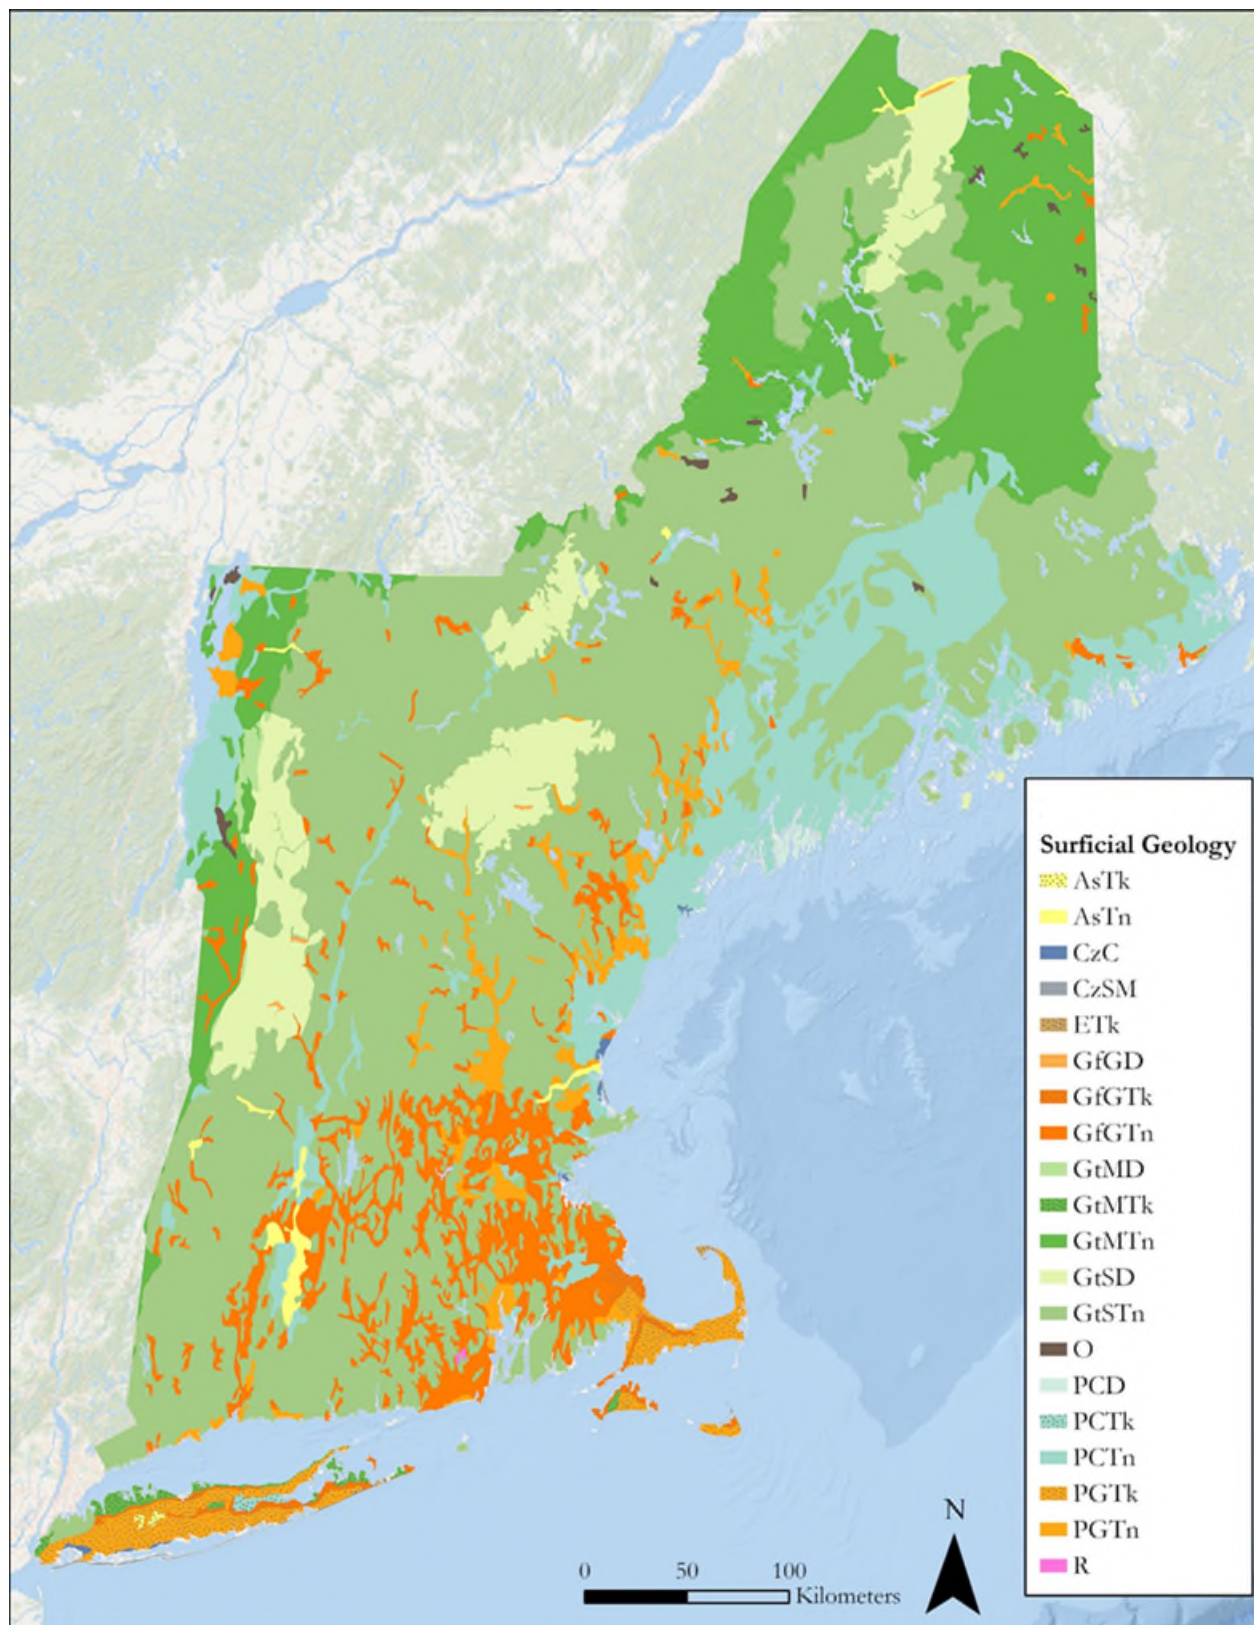 Surficial Geology
AsTk
AsTn
CzC
CzSM
ETk
GfGD
GfGTk
GfGTn
GtMD
GtMTk
GtMTn
GtSD
GtSTn
O
PCD
PCTk
PCTn
PGTk
PGTn
R
N
0 50 100
Kilometers